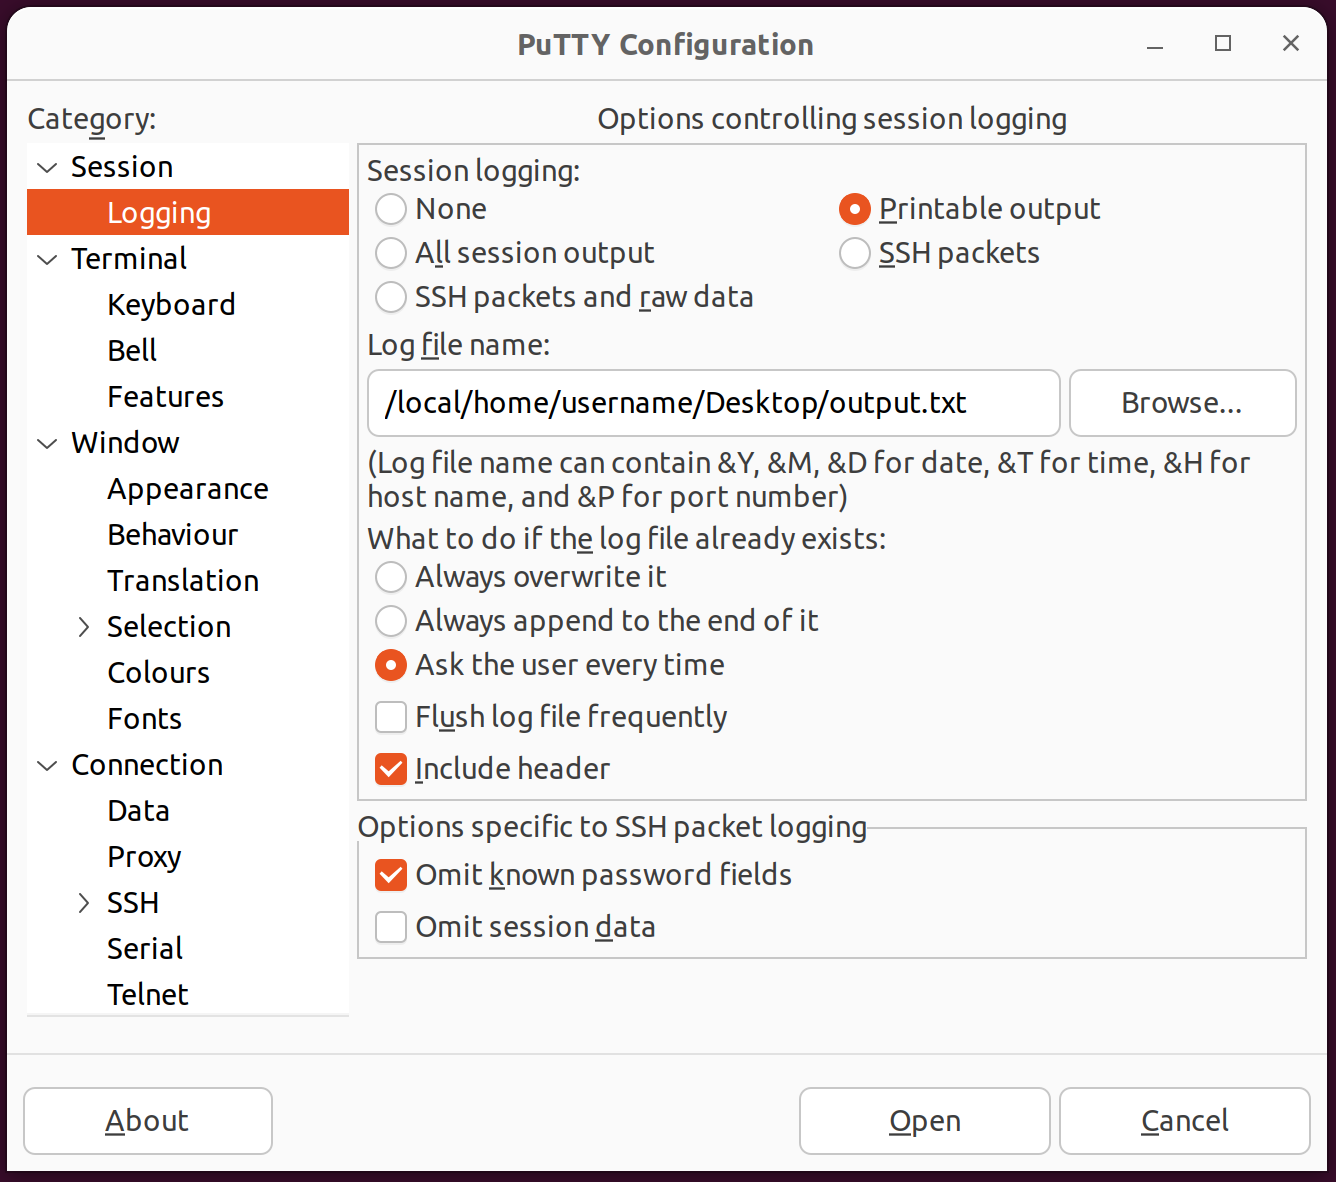 PuTTY Configuration
Category:
Session
Logging
Terminal
Keyboard
Bell
Features
Window
Appearance
Behaviour
Translation
Selection
Colours
Fonts
Connection
Data
Proxy
SSH
Serial
Telnet
Options controlling session logging
Session logging:
None
Printable output
All session output
SSH packets
SSH packets and raw data
Log file name:
/local/home/username/Desktop/output.txt
Browse...
(Log file name can contain &Y, &M, &D for date, &T for time, &H for
host name, and &P for port number)
What to do if the log file already exists:
Always overwrite it
Always append to the end of it
Ask the user every time
Flush log file frequently
Include header
Options specific to SSH packet logging
Omit known password fields
Omit session data
About
Open
Cancel